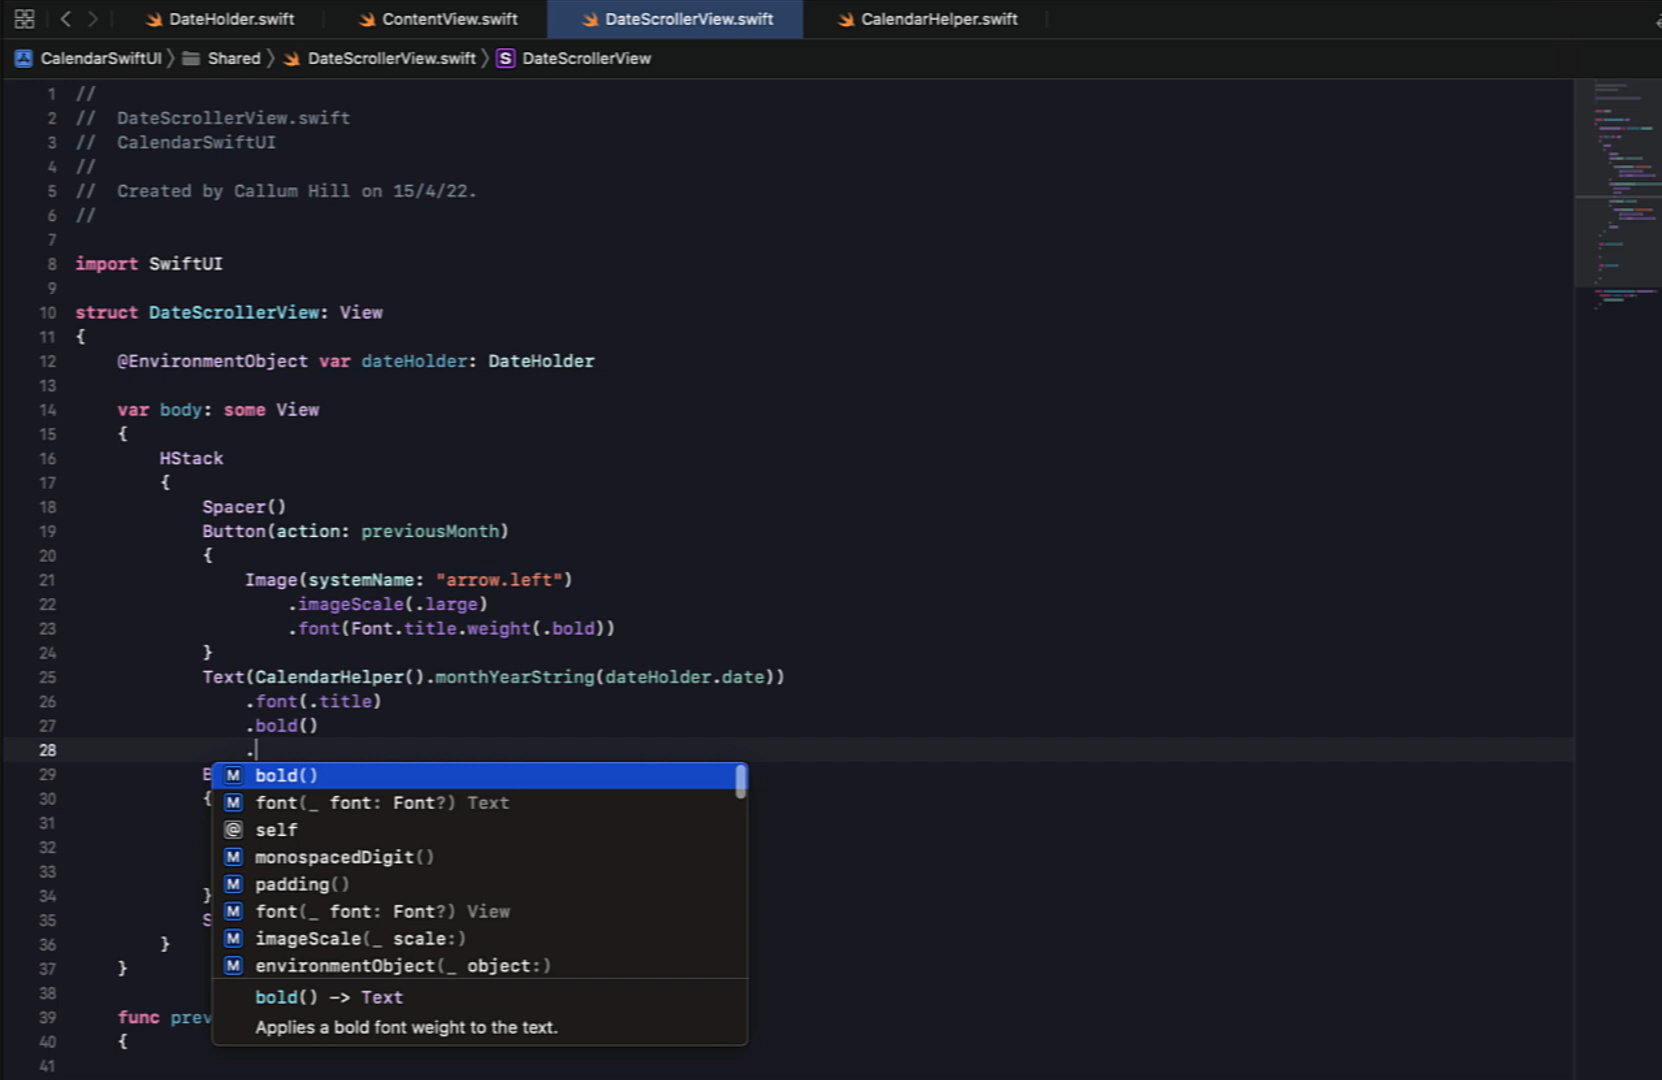 DateHolder.swift ContentView.swift DateScrollerView.swift CalendarHelper.swift
CalendarSwiftUI Shared DateScrollerView.swift S DateScrollerView
1 //
2 //  DateScrollerView.swift
3 //  CalendarSwiftUI
4 //
5 //  Created by Callum Hill on 15/4/22.
6 //
7
8 import SwiftUI
9
10 struct DateScrollerView: View
11 {
12     @EnvironmentObject var dateHolder: DateHolder
13
14     var body: some View
15     {
16         HStack
17         {
18             Spacer()
19             Button(action: previousMonth)
20             {
21                 Image(systemName: "arrow.left")
22                     .imageScale(.large)
23                     .font(Font.title.weight(.bold))
24             }
25             Text(CalendarHelper().monthYearString(dateHolder.date))
26                 .font(.title)
27                 .bold()
28                 .
29             B
30             {
31
32
33
34             }
35             S
36         }
37     }
38
39     func prev
40     {
41
M bold()
M font(_ font: Font?) Text
@ self
M monospacedDigit()
M padding()
M font(_ font: Font?) View
M imageScale(_ scale:)
M environmentObject(_ object:)
bold() -> Text
Applies a bold font weight to the text.